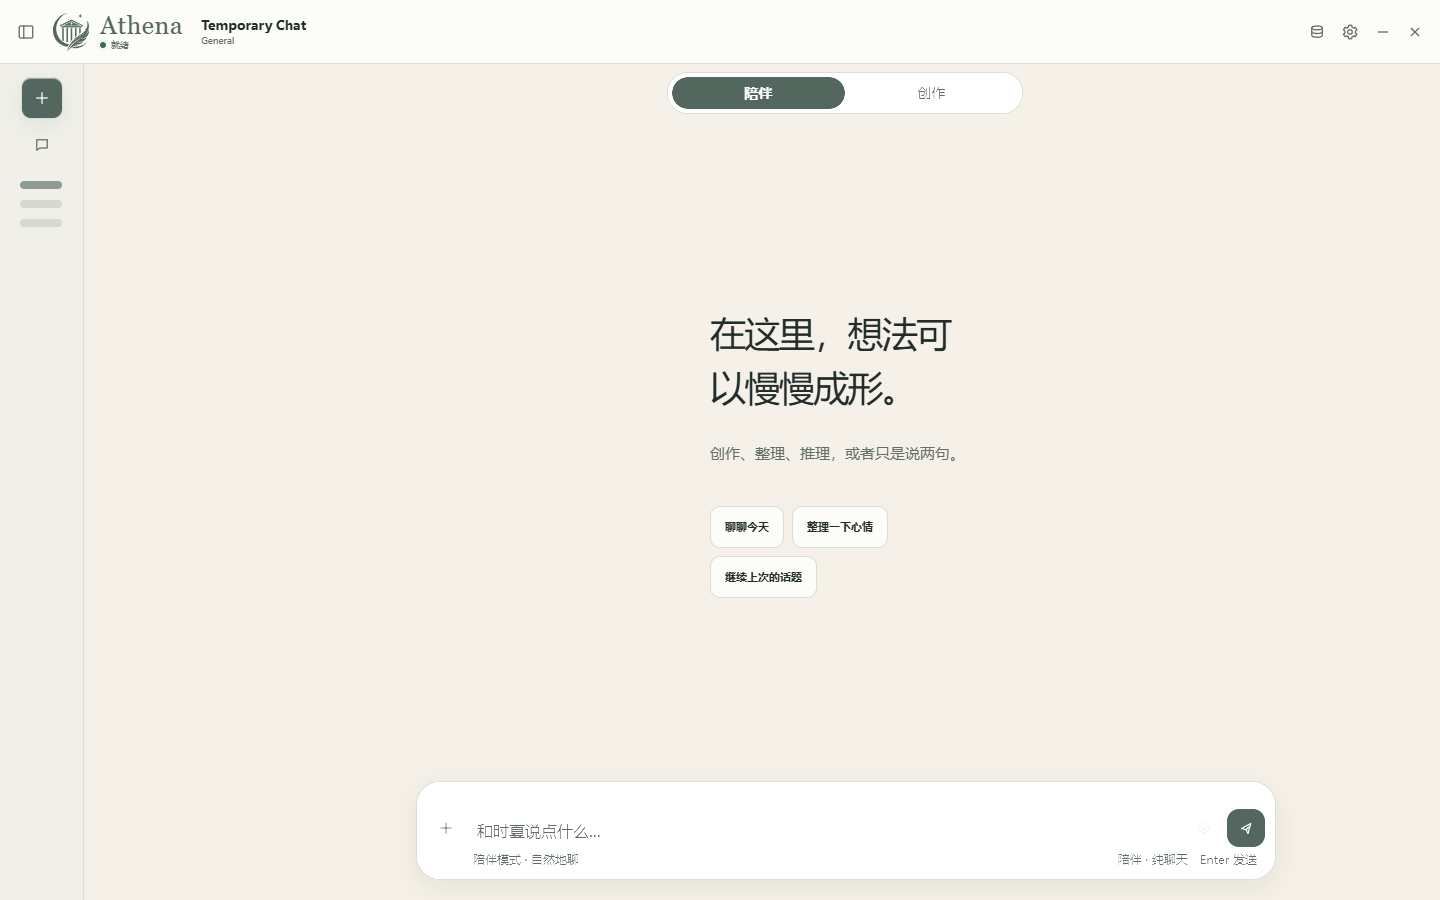 Athena
就绪
Temporary Chat
General
陪伴
创作
在这里，想法可
以慢慢成形。
创作、整理、推理，或者只是说两句。
聊聊今天
整理一下心情
继续上次的话题
和时夏说点什么...
陪伴模式 · 自然地聊
陪伴 · 纯聊天
Enter 发送